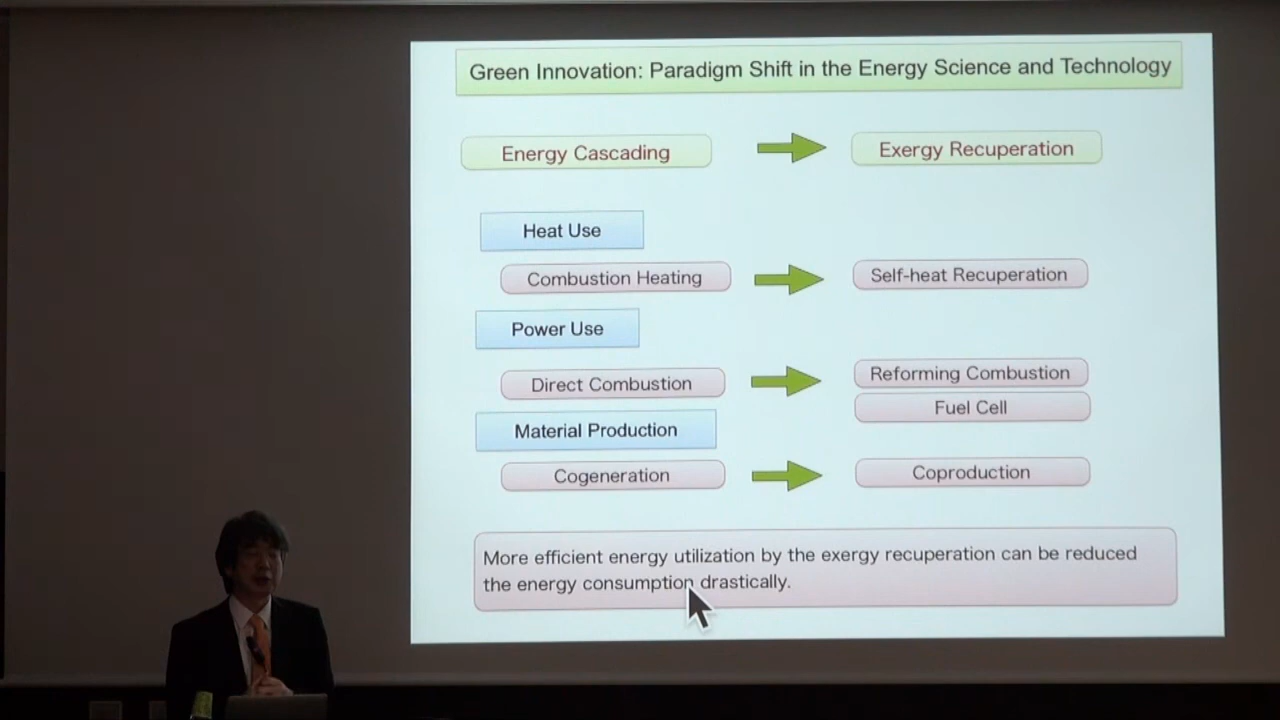 Green Innovation: Paradigm Shift in the Energy Science and Technology
Energy Cascading
Exergy Recuperation
Heat Use
Combustion Heating
Self-heat Recuperation
Power Use
Direct Combustion
Reforming Combustion
Fuel Cell
Material Production
Cogeneration
Coproduction
More efficient energy utilization by the exergy recuperation can be reduced
the energy consumption drastically.